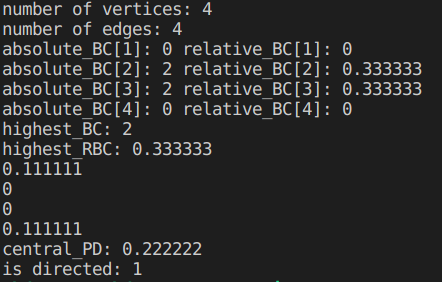 number of vertices: 4
number of edges: 4
absolute_BC[1]: 0 relative_BC[1]: 0
absolute_BC[2]: 2 relative_BC[2]: 0.333333
absolute_BC[3]: 2 relative_BC[3]: 0.333333
absolute_BC[4]: 0 relative_BC[4]: 0
highest_BC: 2
highest_RBC: 0.333333
0.111111
0
0
0.111111
central_PD: 0.222222
is directed: 1